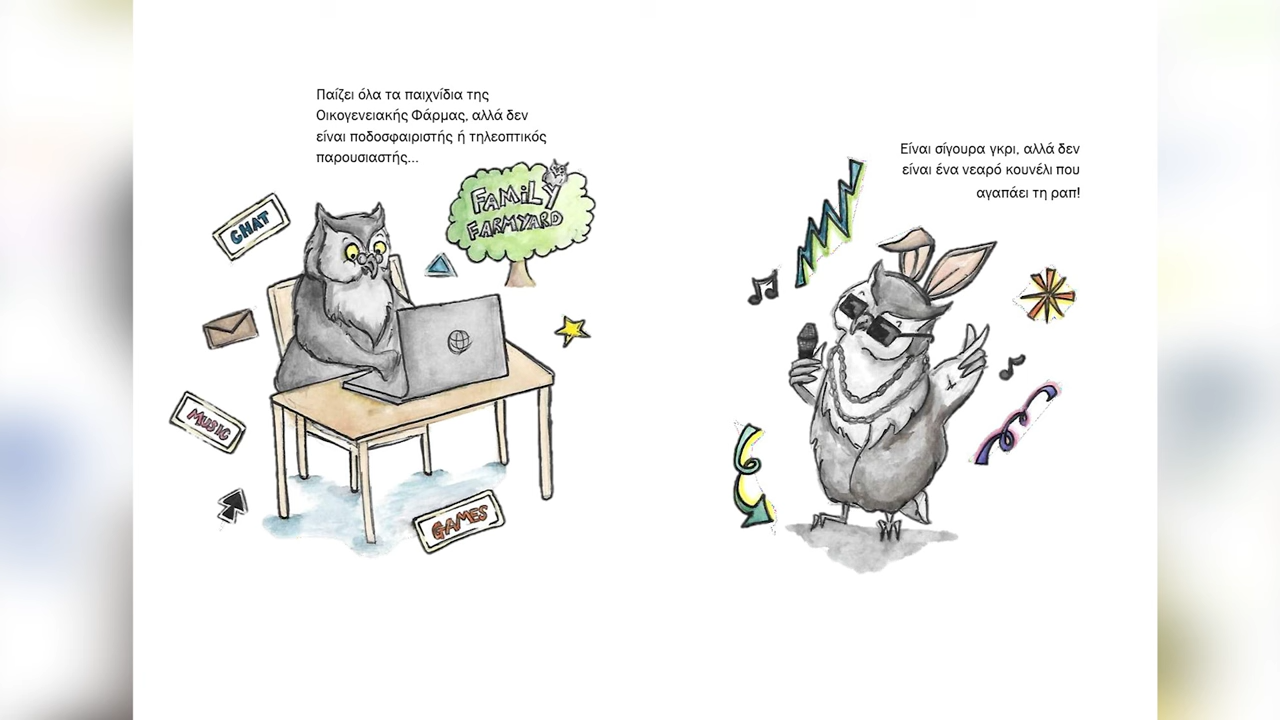 Παίζει όλα τα παιχνίδια της
Οικογενειακής Φάρμας, αλλά δεν
είναι ποδοσφαιριστής ή τηλεοπτικός
παρουσιαστής...
FAMILY
FARMYARD
CHAT
MUSIC
GAMES
Είναι σίγουρα γκρι, αλλά δεν
είναι ένα νεαρό κουνέλι που
αγαπάει τη ραπ!